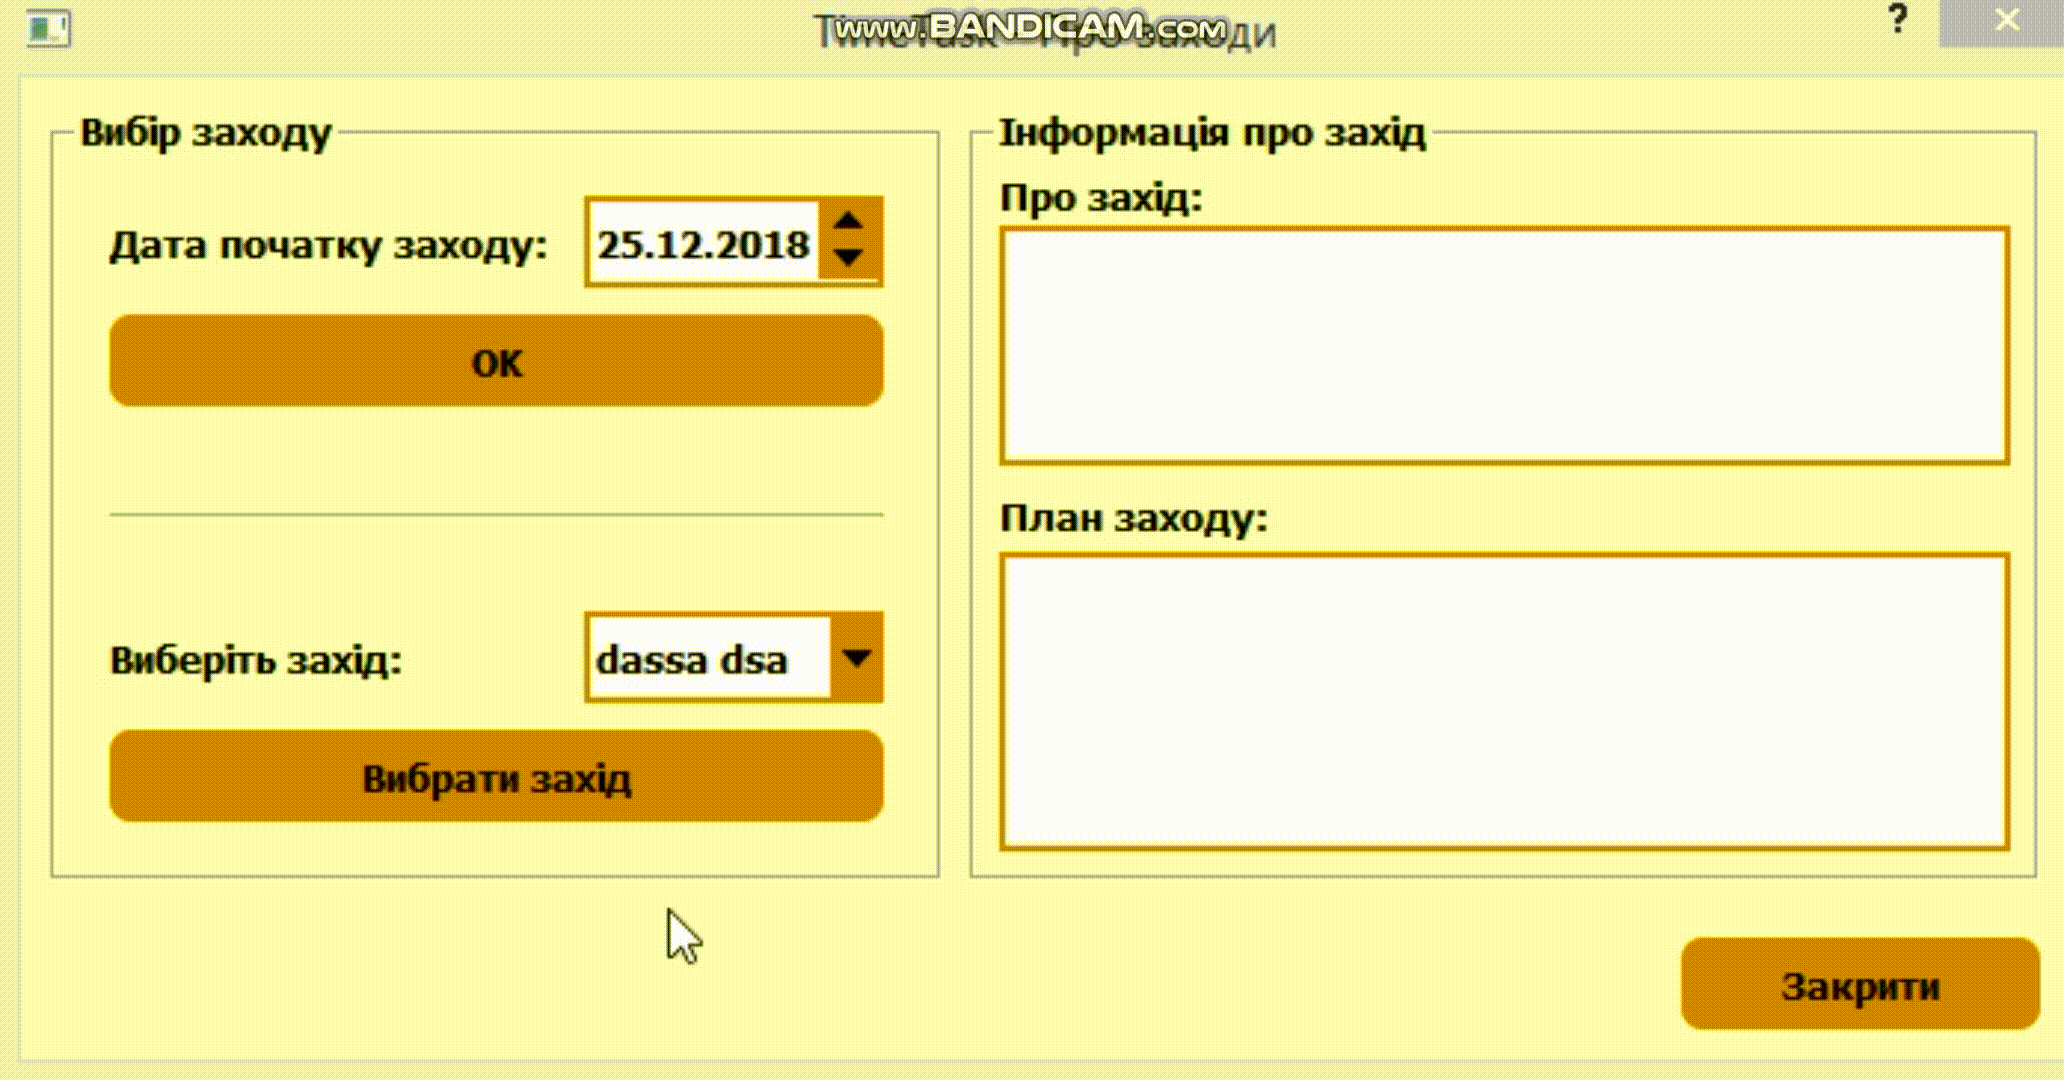 www.BANDICAM.com
?
Вибір заходу
Дата початку заходу: 25.12.2018
ОК
Виберіть захід: dassa dsa
Вибрати захід
Інформація про захід
Про захід:
План заходу:
Закрити